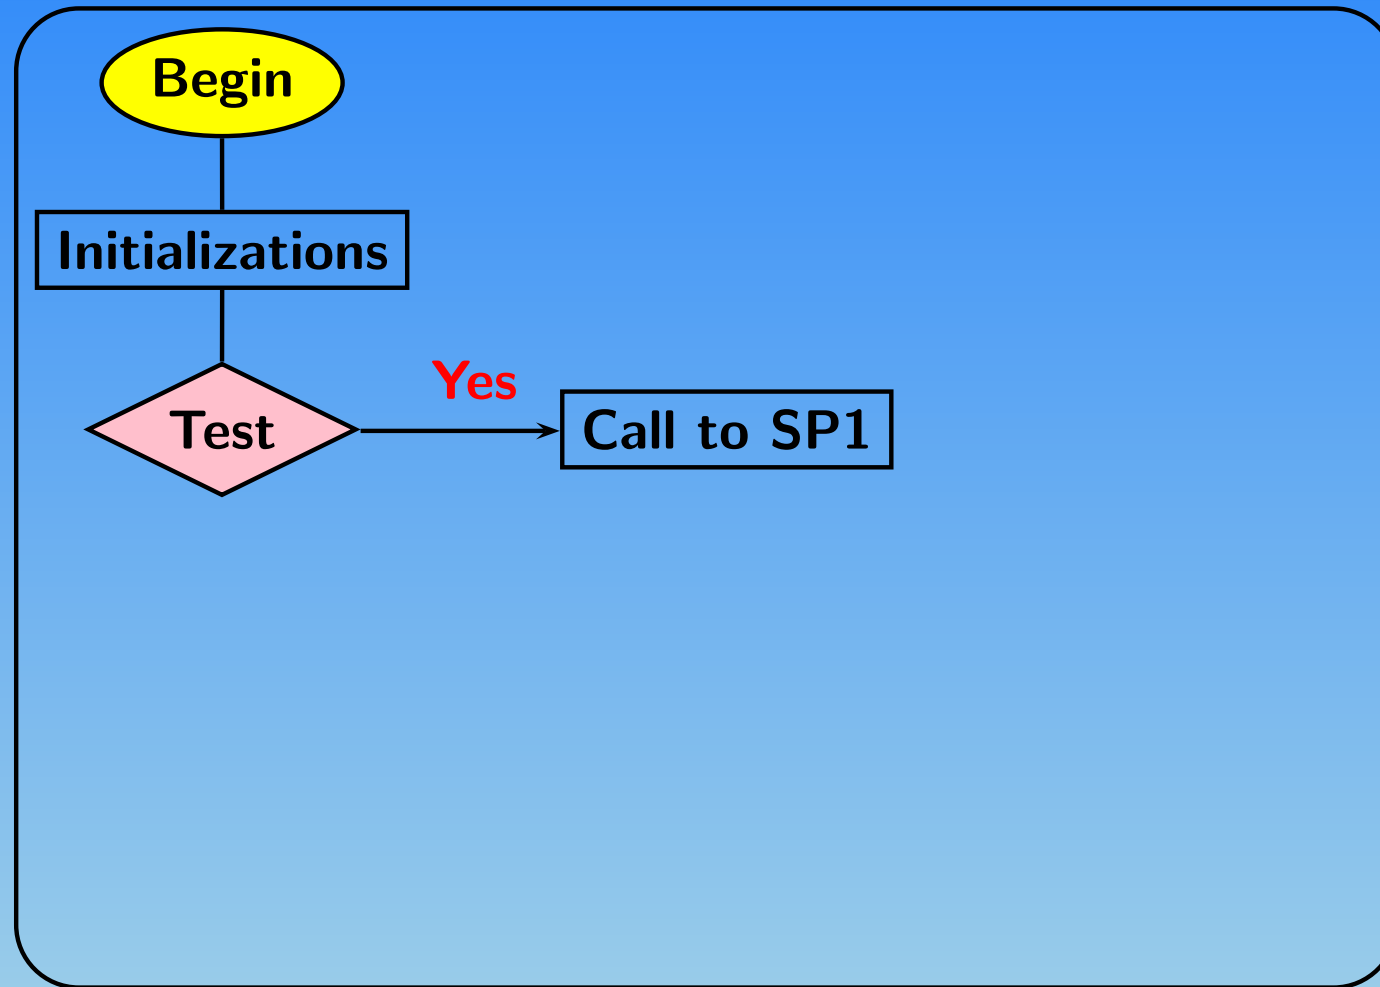 Begin
Initializations
Yes
Test
Call to SP1